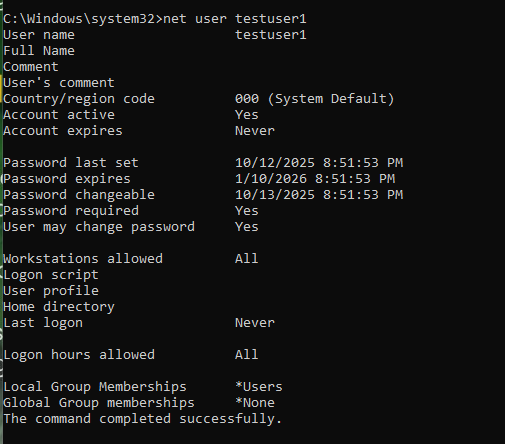 C:\Windows\system32>net user testuser1
User name                    testuser1
Full Name
Comment
User's comment
Country/region code          000 (System Default)
Account active               Yes
Account expires              Never

Password last set            10/12/2025 8:51:53 PM
Password expires             1/10/2026 8:51:53 PM
Password changeable          10/13/2025 8:51:53 PM
Password required            Yes
User may change password     Yes

Workstations allowed         All
Logon script
User profile
Home directory
Last logon                   Never

Logon hours allowed          All

Local Group Memberships      *Users
Global Group memberships     *None
The command completed successfully.